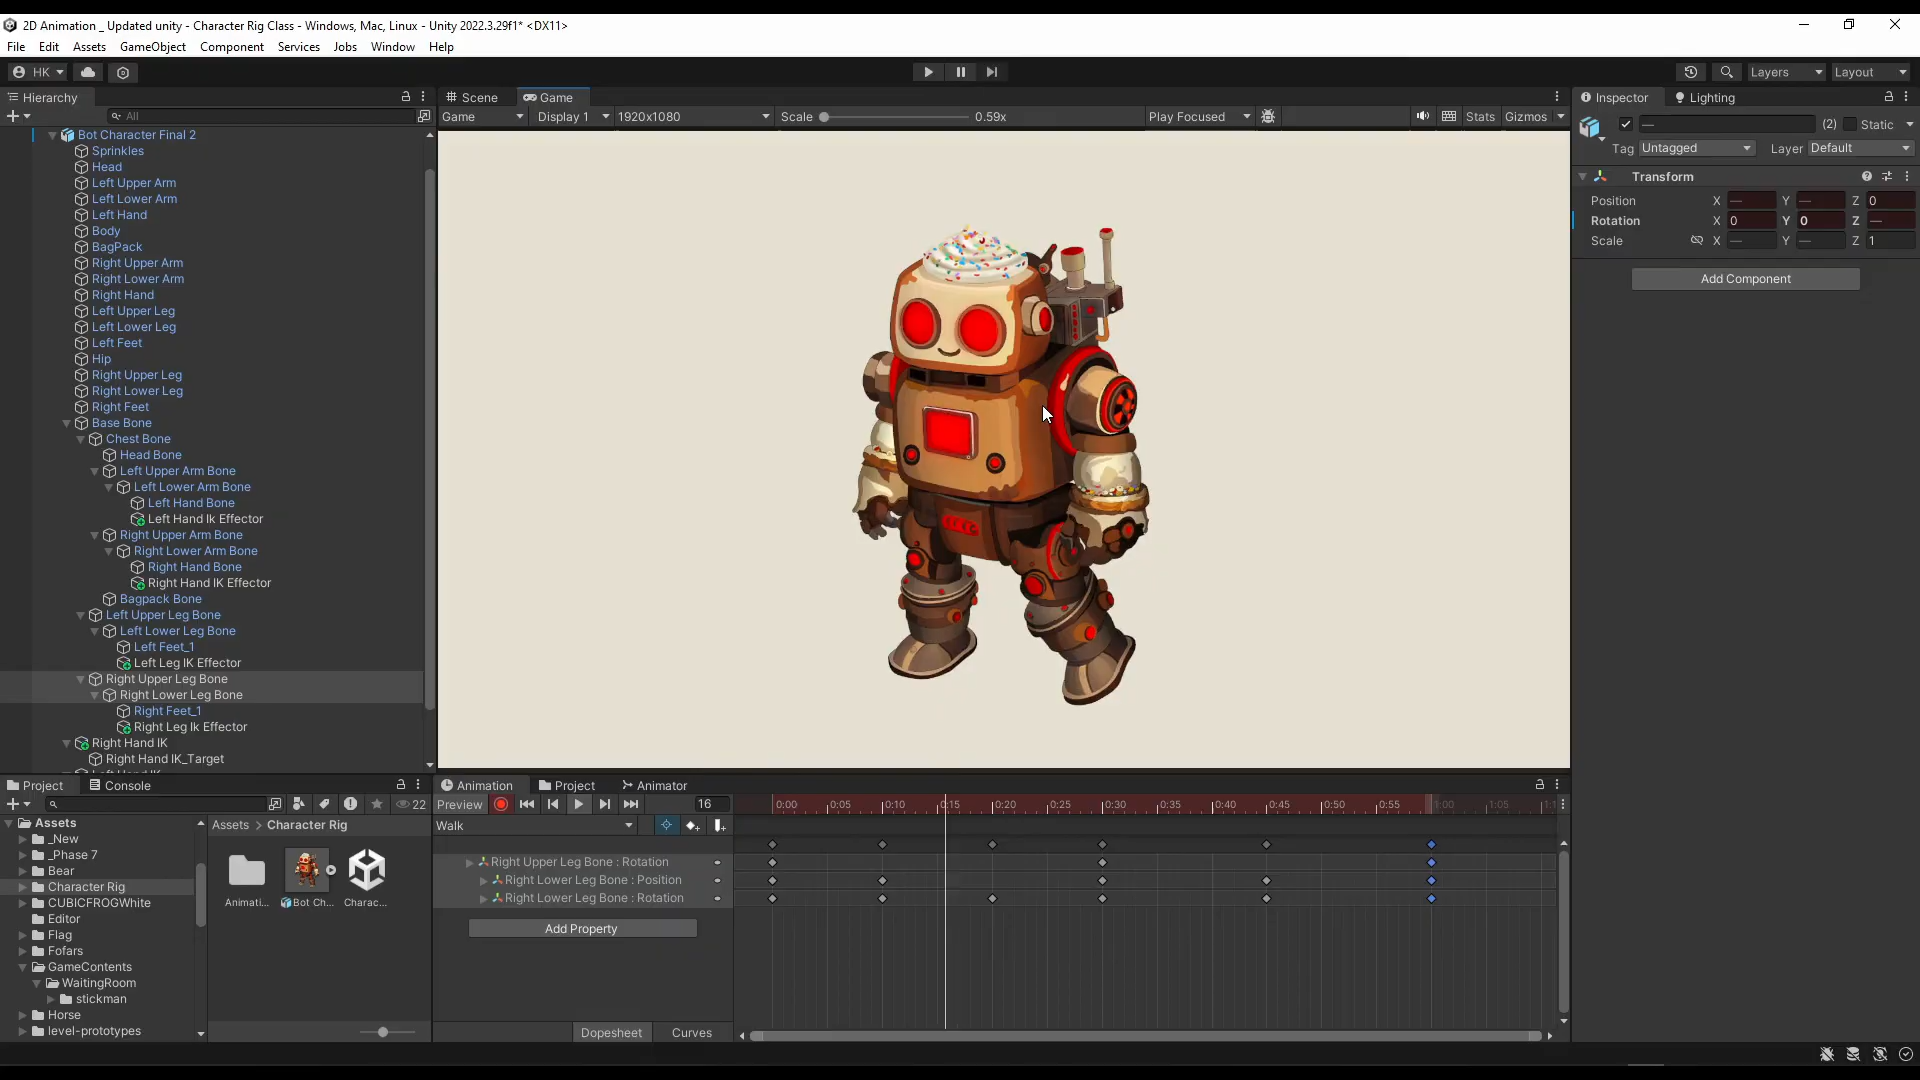 2D Animation _ Updated unity - Character Rig Class - Windows, Mac, Linux - Unity 2022.3.29f1* <DX11>
File Edit Assets GameObject Component Services Jobs Window Help
HK
Layers Layout
Hierarchy
All
Scene Game
Game Display 1 1920x1080 Scale 0.59x Play Focused Stats Gizmos
Bot Character Final 2
Sprinkles
Head
Left Upper Arm
Left Lower Arm
Left Hand
Body
BagPack
Right Upper Arm
Right Lower Arm
Right Hand
Left Upper Leg
Left Lower Leg
Left Feet
Hip
Right Upper Leg
Right Lower Leg
Right Feet
Base Bone
Chest Bone
Head Bone
Left Upper Arm Bone
Left Lower Arm Bone
Left Hand Bone
Left Hand Ik Effector
Right Upper Arm Bone
Right Lower Arm Bone
Right Hand Bone
Right Hand IK Effector
Bagpack Bone
Left Upper Leg Bone
Left Lower Leg Bone
Left Feet_1
Left Leg IK Effector
Right Upper Leg Bone
Right Lower Leg Bone
Right Feet_1
Right Leg Ik Effector
Right Hand IK
Right Hand IK_Target
Inspector Lighting
— (2) Static
Tag Untagged Layer Default
Transform
Position X — Y — Z 0
Rotation X 0 Y 0 Z —
Scale X — Y — Z 1
Add Component
Project Console
22
Assets
_New
_Phase 7
Bear
Character Rig
CUBICFROGWhite
Editor
Flag
Fofars
GameContents
WaitingRoom
stickman
Horse
level-prototypes
Assets > Character Rig
Animati... Bot Ch... Charac...
Animation Project Animator
Preview 16
0:00 0:05 0:10 0:15 0:20 0:25 0:30 0:35 0:40 0:45 0:50 0:55 1:00 1:05
Walk
Right Upper Leg Bone : Rotation
Right Lower Leg Bone : Position
Right Lower Leg Bone : Rotation
Add Property
Dopesheet Curves